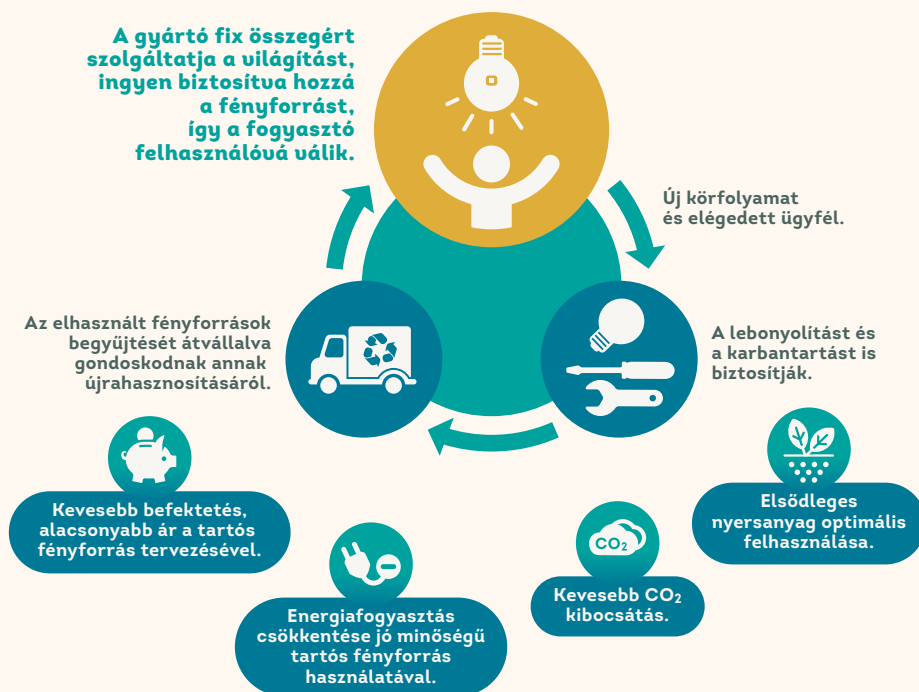 A gyártó fix összegért
szolgáltatja a világítást,
ingyen biztosítva hozzá
a fényforrást,
így a fogyasztó
felhasználóvá válik.
Új körfolyamat
és elégedett ügyfél.
A lebonyolítást és
a karbantartást is
biztosítják.
Az elhasznált fényforrások
begyűjtését átvállalva
gondoskodnak annak
újrahasznosításáról.
Kevesebb befektetés,
alacsonyabb ár a tartós
fényforrás tervezésével.
Energiafogyasztás
csökkentése jó minőségű
tartós fényforrás
használatával.
CO₂
Kevesebb CO₂
kibocsátás.
Elsődleges
nyersanyag optimális
felhasználása.